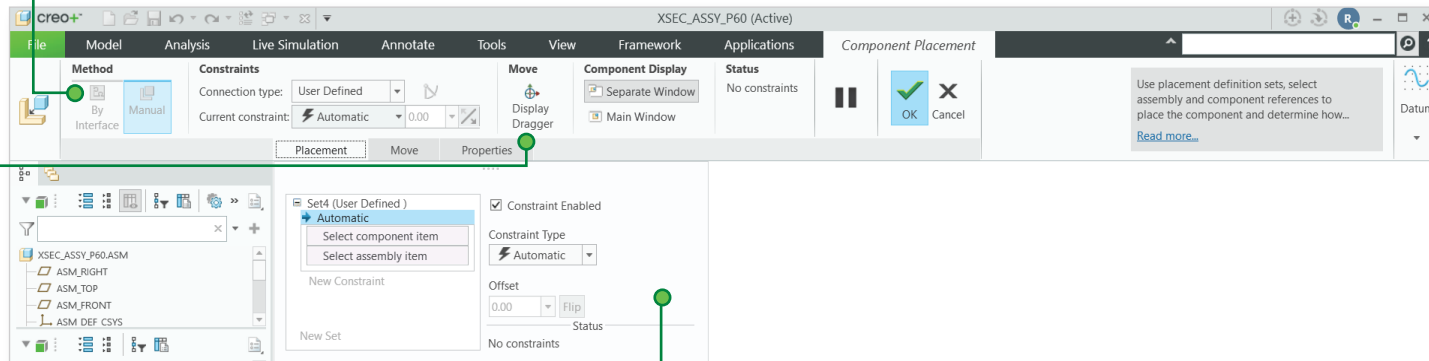 creo+ XSEC_ASSY_P60 (Active) R
File Model Analysis Live Simulation Annotate Tools View Framework Applications Component Placement
Method Constraints Move Component Display Status
By Interface
Manual
Connection type: User Defined
Current constraint: Automatic 0.00
Display Dragger
Separate Window
Main Window
No constraints
OK Cancel
Use placement definition sets, select
assembly and component references to
place the component and determine how...
Read more...
Datum
Placement Move Properties
Set4 (User Defined )
Automatic
Select component item
Select assembly item
New Constraint
New Set
Constraint Enabled
Constraint Type
Automatic
Offset
0.00 Flip
Status
No constraints
XSEC_ASSY_P60.ASM
ASM_RIGHT
ASM_TOP
ASM_FRONT
ASM_DEF_CSYS